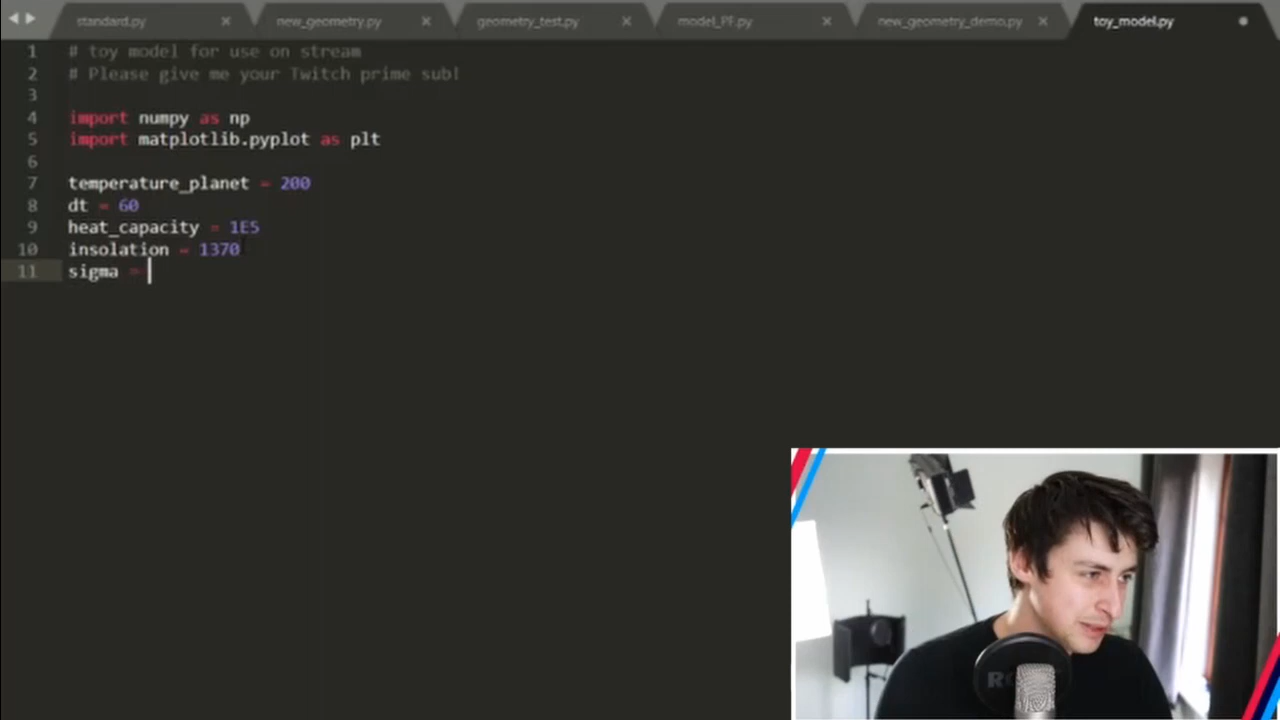 standard.py
new_geometry.py
geometry_test.py
model_PF.py
new_geometry_demo.py
toy_model.py
1 # toy model for use on stream
2 # Please give me your Twitch prime sub!
3
4 import numpy as np
5 import matplotlib.pyplot as plt
6
7 temperature_planet = 200
8 dt = 60
9 heat_capacity = 1E5
10 insolation = 1370
11 sigma =